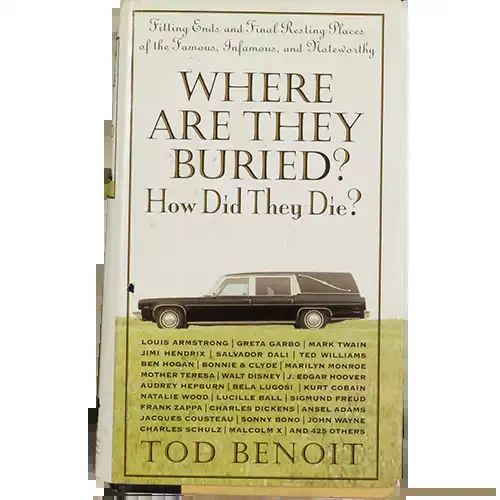 Fitting Ends and Final Resting Places
of the Famous, Infamous, and Noteworthy
WHERE
ARE THEY
BURIED?
How Did They Die?
LOUIS ARMSTRONG | GRETA GARBO | MARK TWAIN
JIMI HENDRIX | SALVADOR DALI | TED WILLIAMS
BEN HOGAN | BONNIE & CLYDE | MARILYN MONROE
MOTHER TERESA | WALT DISNEY | J. EDGAR HOOVER
AUDREY HEPBURN | BELA LUGOSI | KURT COBAIN
NATALIE WOOD | LUCILLE BALL | SIGMUND FREUD
FRANK ZAPPA | CHARLES DICKENS | ANSEL ADAMS
JACQUES COUSTEAU | SONNY BONO | JOHN WAYNE
CHARLES SCHULZ | MALCOLM X | AND 425 OTHERS
TOD BENOIT